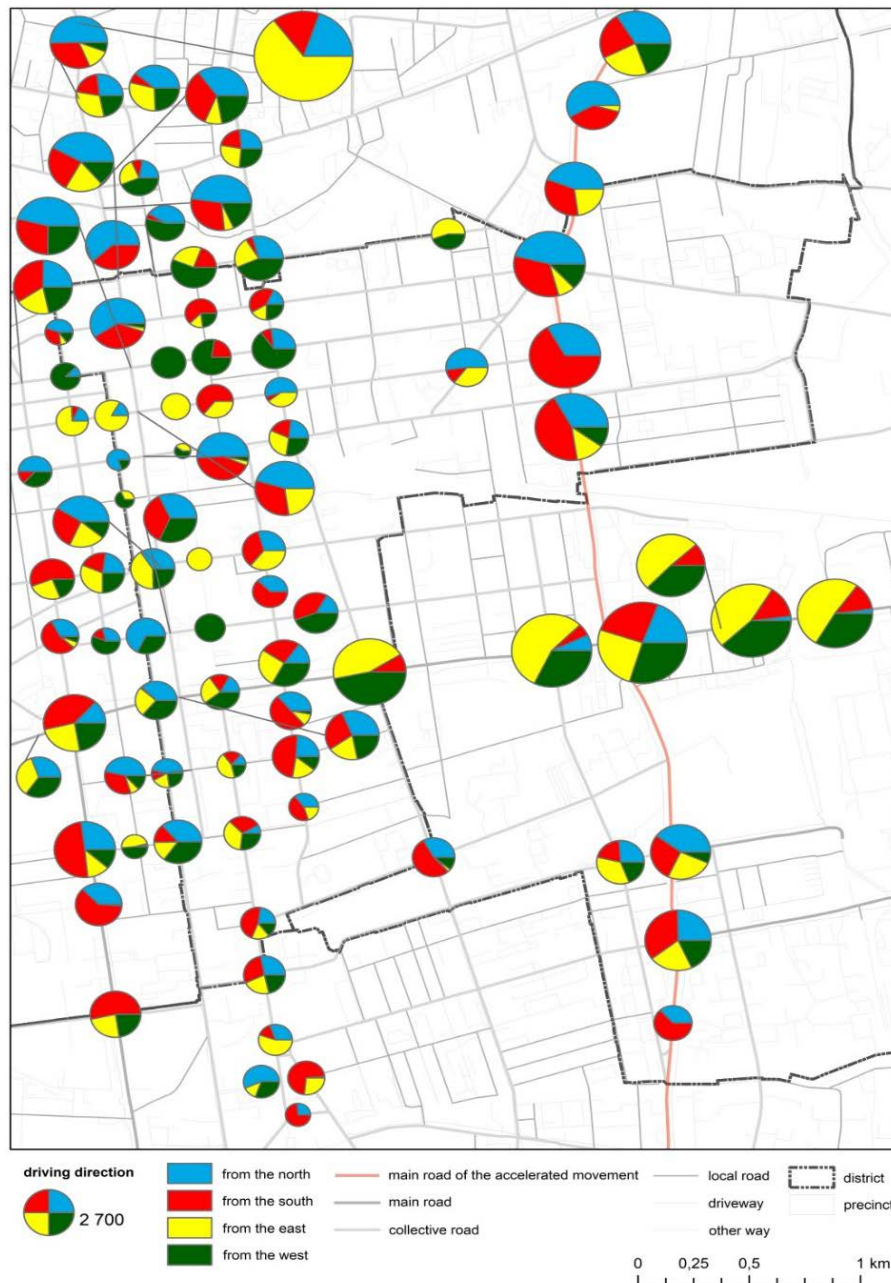 driving direction
2 700
from the north
from the south
from the east
from the west
main road of the accelerated movement
main road
collective road
local road
driveway
other way
district
precinct
0 0,25 0,5 1 km